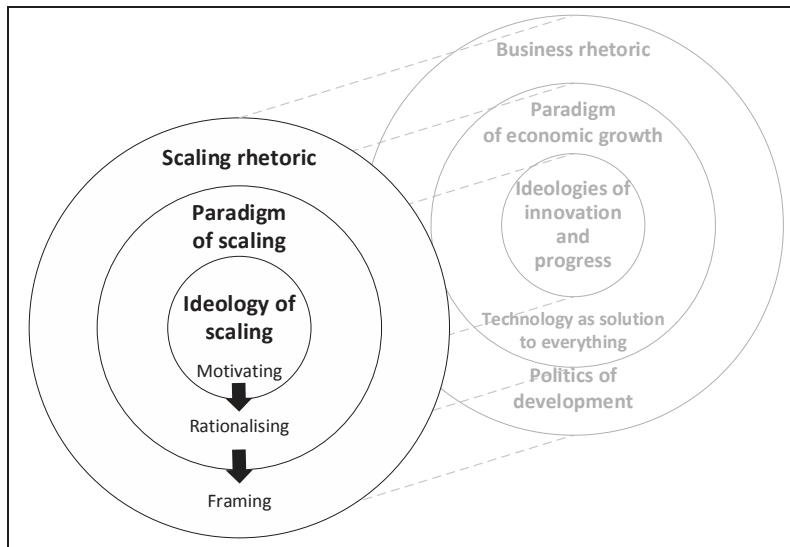 Business rhetoric
Paradigm
of economic growth
Ideologies of
innovation
and
progress
Technology as solution
to everything
Politics of
development
Scaling rhetoric
Paradigm
of scaling
Ideology of
scaling
Motivating
Rationalising
Framing